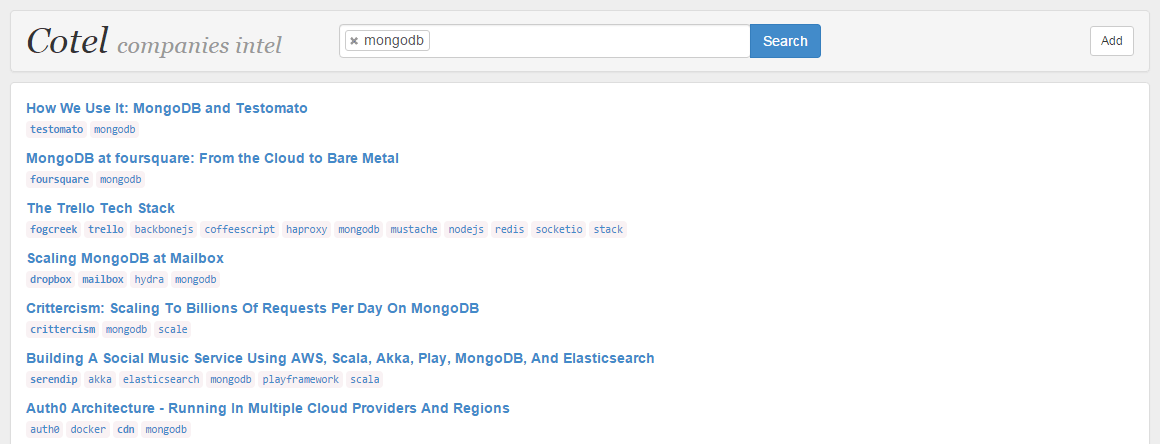 Cotel companies intel × mongodb Search Add
How We Use It: MongoDB and Testomato
testomato mongodb
MongoDB at foursquare: From the Cloud to Bare Metal
foursquare mongodb
The Trello Tech Stack
fogcreek trello backbonejs coffeescript haproxy mongodb mustache nodejs redis socketio stack
Scaling MongoDB at Mailbox
dropbox mailbox hydra mongodb
Crittercism: Scaling To Billions Of Requests Per Day On MongoDB
crittercism mongodb scale
Building A Social Music Service Using AWS, Scala, Akka, Play, MongoDB, And Elasticsearch
serendip akka elasticsearch mongodb playframework scala
Auth0 Architecture - Running In Multiple Cloud Providers And Regions
auth0 docker cdn mongodb